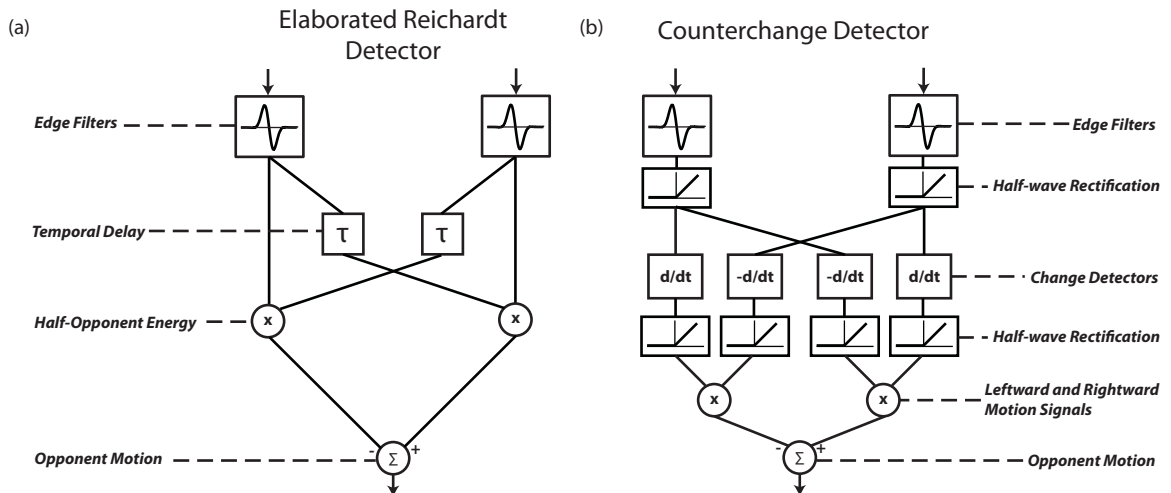 (a)
Elaborated Reichardt
Detector
Edge Filters
Temporal Delay
τ
τ
Half-Opponent Energy
x
x
Opponent Motion
-
+
Σ
(b)
Counterchange Detector
Edge Filters
Half-wave Rectification
d/dt
-d/dt
-d/dt
d/dt
Change Detectors
Half-wave Rectification
x
x
Leftward and Rightward
Motion Signals
-
+
Σ
Opponent Motion